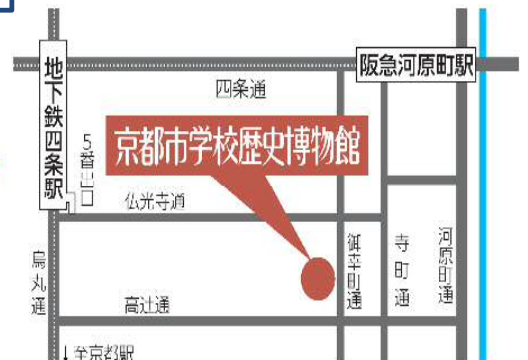 地下鉄四条駅
阪急河原町駅
四条通
5番出口
京都市学校歴史博物館
仏光寺通
御幸町通
寺町通
河原町通
烏丸通
高辻通
↓至京都駅